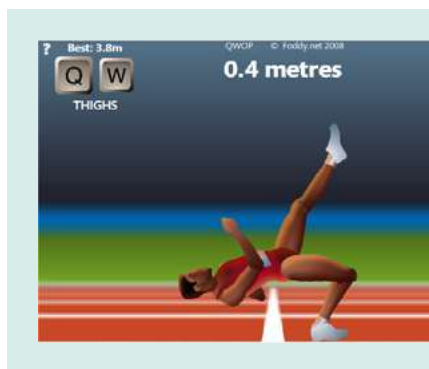 ? Best: 3.8m
QWOP © Foddy.net 2008
Q W
0.4 metres
THIGHS